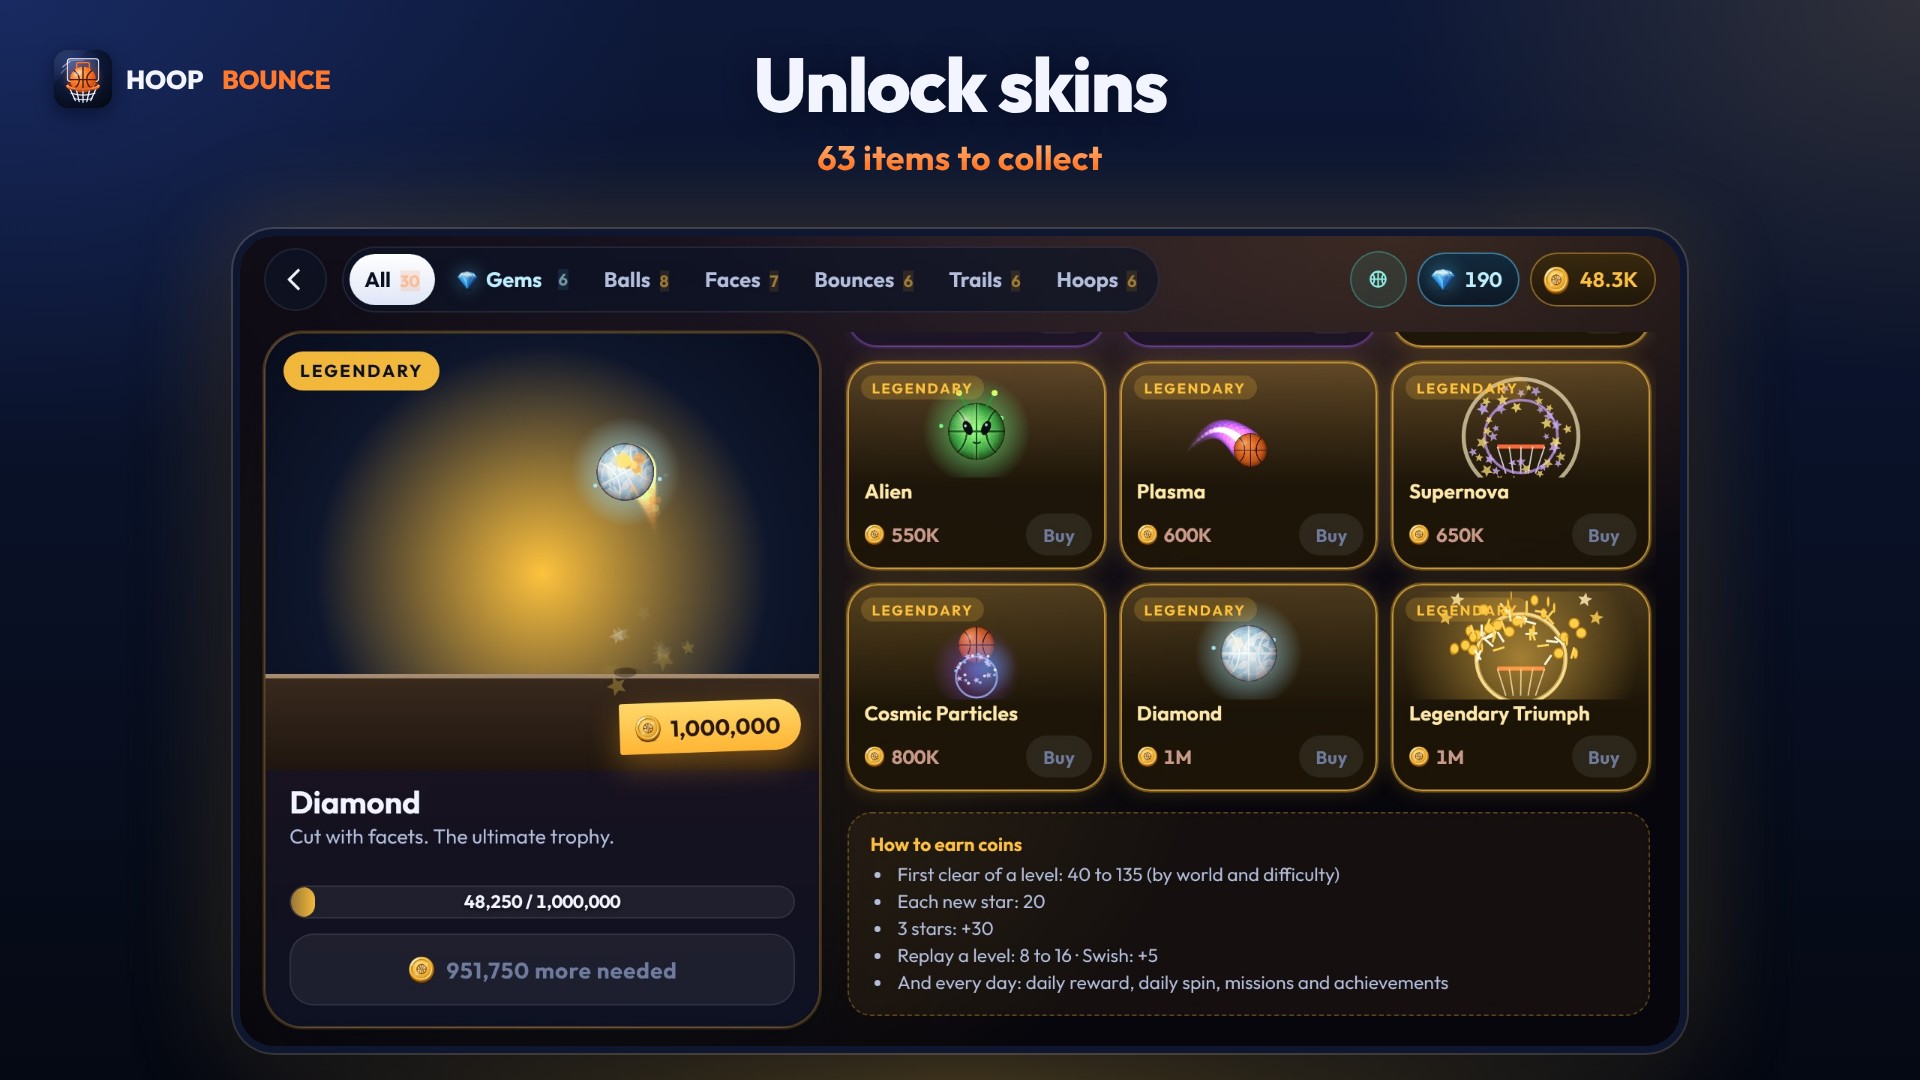 HOOP BOUNCE
Unlock skins
63 items to collect
All 30
Gems 6
Balls 8
Faces 7
Bounces 6
Trails 6
Hoops 6
190
48.3K
LEGENDARY
1,000,000
Diamond
Cut with facets. The ultimate trophy.
48,250 / 1,000,000
951,750 more needed
LEGENDARY
Alien
550K
Buy
LEGENDARY
Plasma
600K
Buy
LEGENDARY
Supernova
650K
Buy
LEGENDARY
Cosmic Particles
800K
Buy
LEGENDARY
Diamond
1M
Buy
LEGENDARY
Legendary Triumph
1M
Buy
How to earn coins
• First clear of a level: 40 to 135 (by world and difficulty)
• Each new star: 20
• 3 stars: +30
• Replay a level: 8 to 16 · Swish: +5
• And every day: daily reward, daily spin, missions and achievements